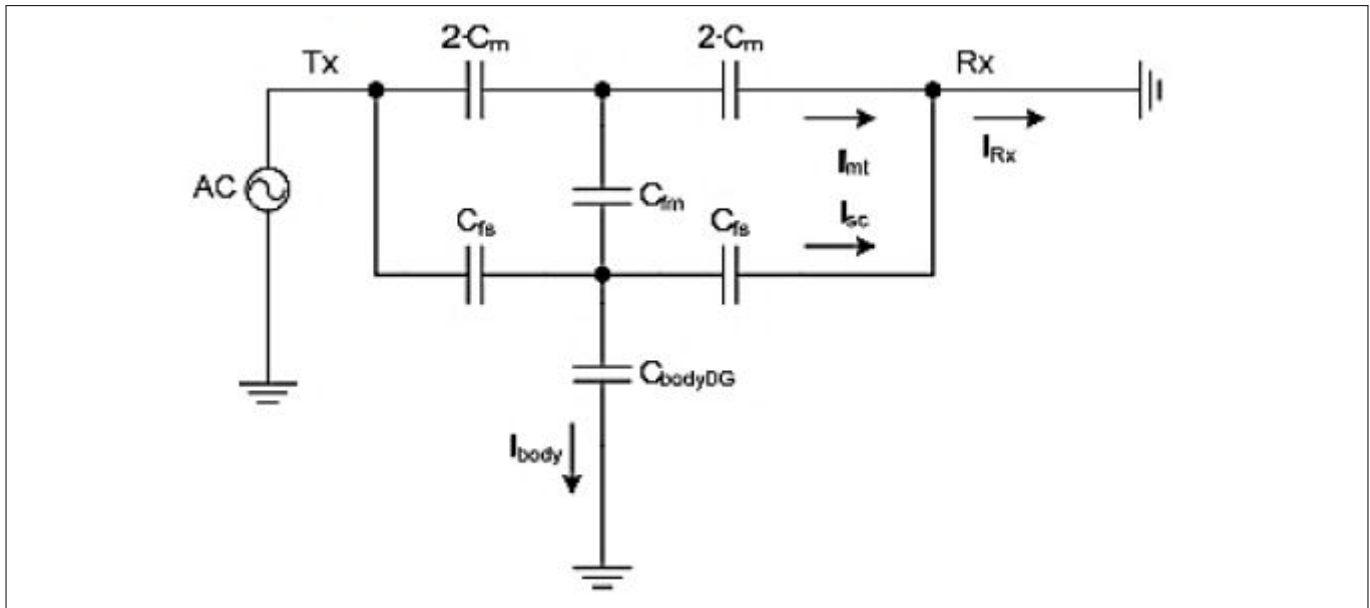 2·Cm 2·Cm
Tx Rx
Imt IRx
AC Cfm Isc
Cfs Cfs
CbodyDG
Ibody